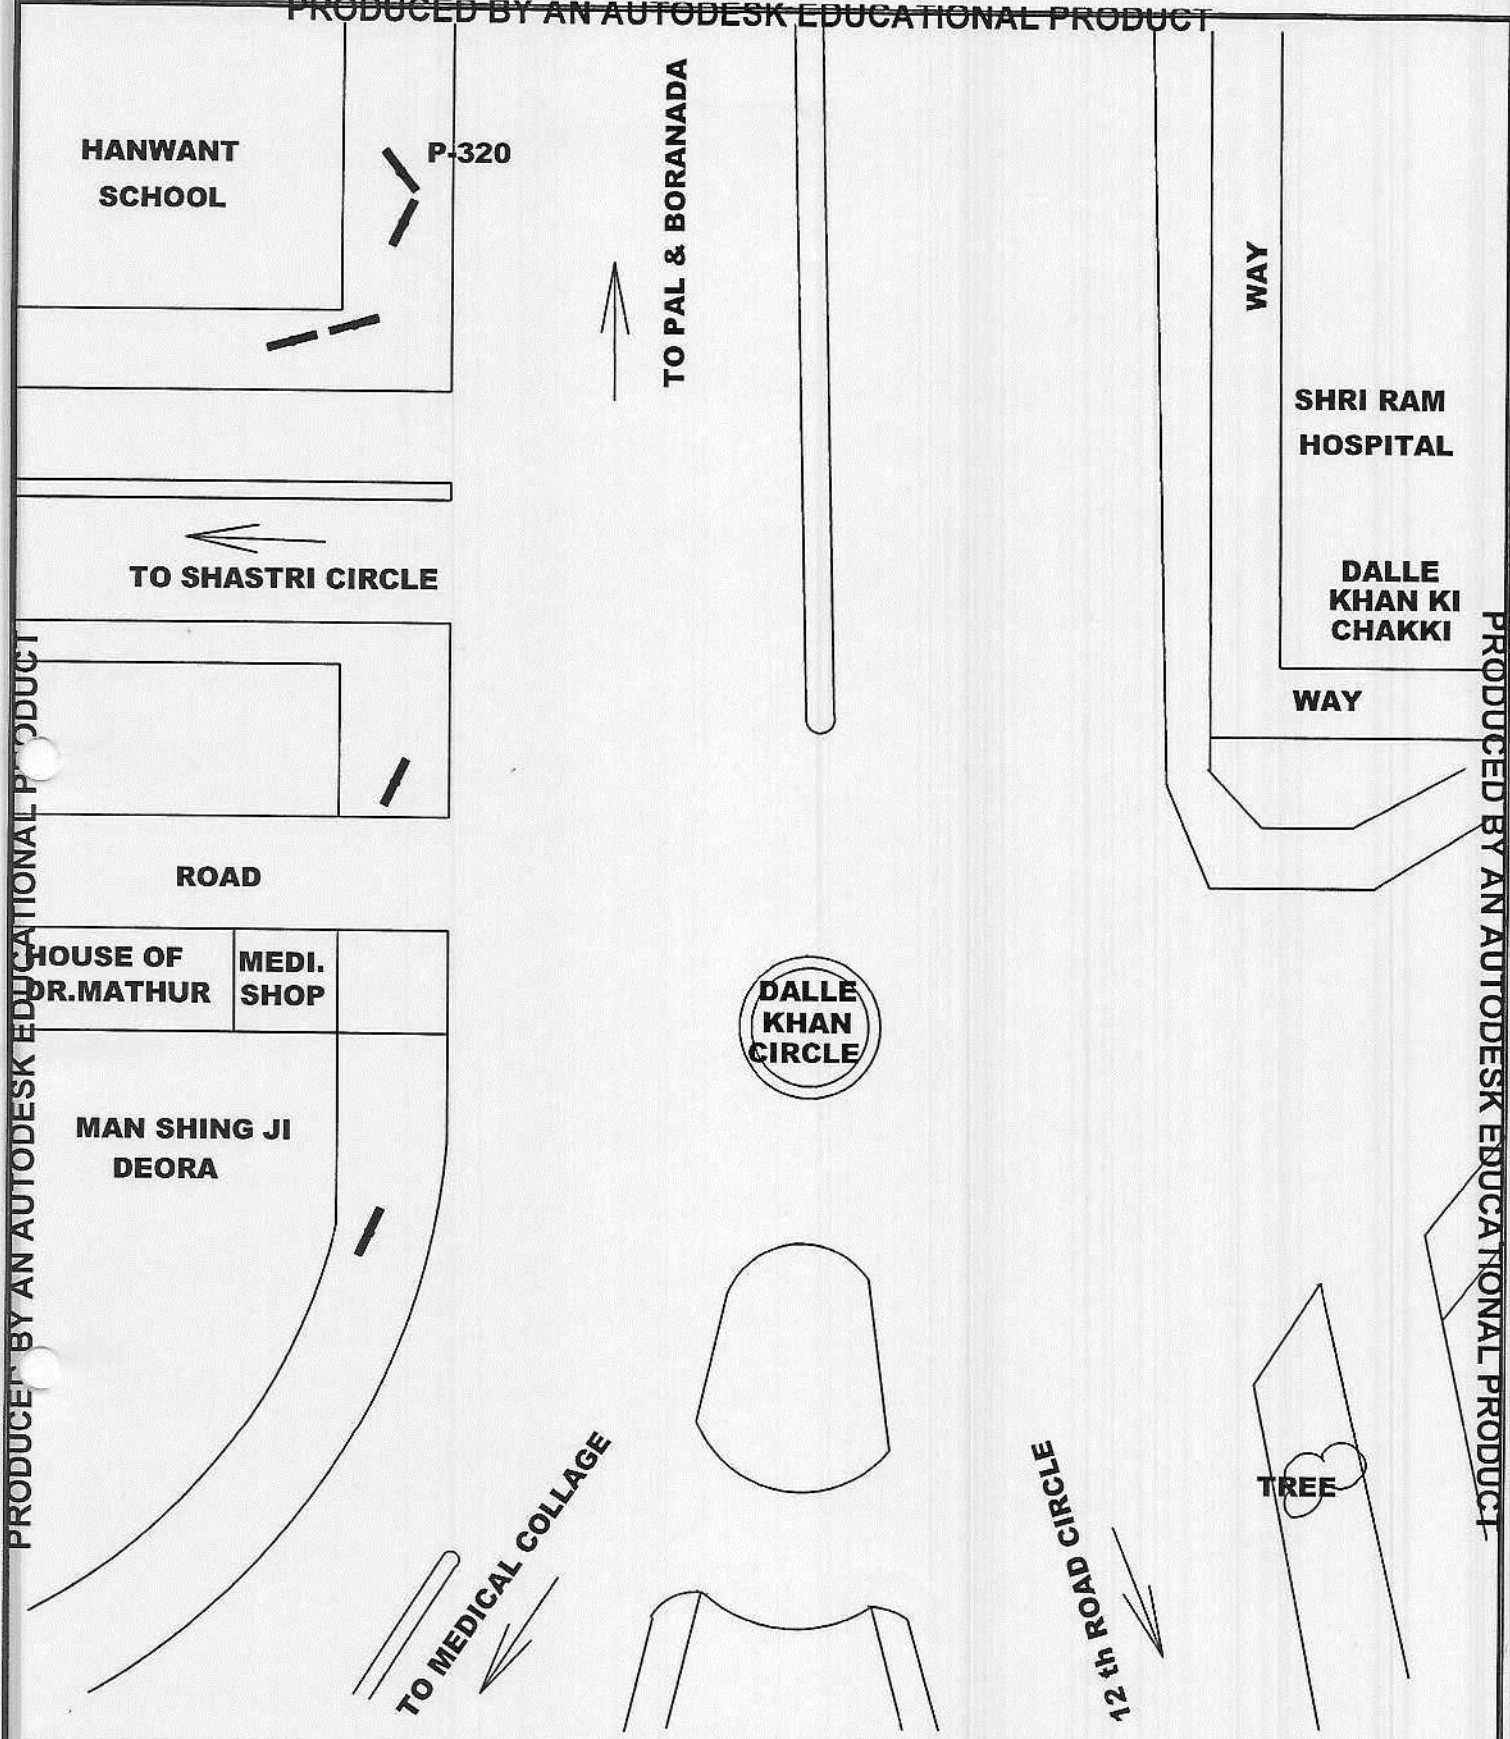 PRODUCED BY AN AUTODESK EDUCATIONAL PRODUCT
HANWANT
SCHOOL
P-320
TO PAL & BORANADA
WAY
SHRI RAM
HOSPITAL
TO SHASTRI CIRCLE
DALLE
KHAN KI
CHAKKI
WAY
ROAD
HOUSE OF
DR.MATHUR
MEDI.
SHOP
DALLE
KHAN
CIRCLE
MAN SHING JI
DEORA
TREE
TO MEDICAL COLLAGE
12 th ROAD CIRCLE
PRODUCED BY AN AUTODESK EDUCATIONAL PRODUCT
PRODUCED BY AN AUTODESK EDUCATIONAL PRODUCT